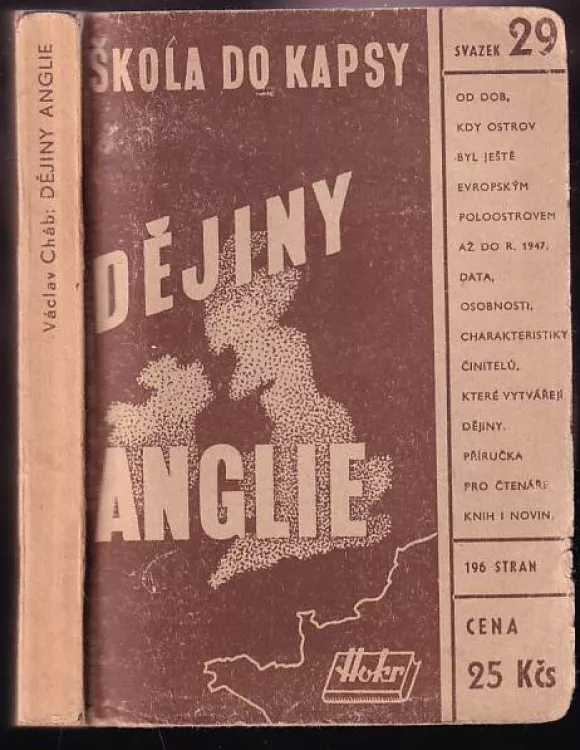 Václav Cháb: DĚJINY ANGLIE
ŠKOLA DO KAPSY
DĚJINY
ANGLIE
Hokr
SVAZEK 29
OD DOB,
KDY OSTROV
BYL JEŠTĚ
EVROPSKÝM
POLOOSTROVEM
AŽ DO R. 1947.
DATA,
OSOBNOSTI,
CHARAKTERISTIKY
ČINITELŮ,
KTERÉ VYTVÁŘEJÍ
DĚJINY.
PŘÍRUČKA
PRO ČTENÁŘE
KNIH I NOVIN.
196 STRAN
CENA
25 Kčs